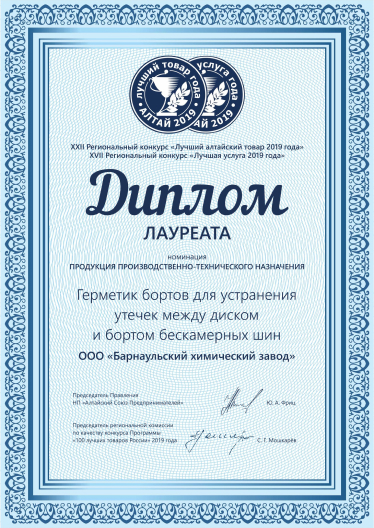 лучший товар года
АЛТАЙ 2019
услуга года
АЙ 2019
XXII Региональный конкурс «Лучший алтайский товар 2019 года»
XVII Региональный конкурс «Лучшая услуга 2019 года»
Диплом
ЛАУРЕАТА
номинация
ПРОДУКЦИЯ ПРОИЗВОДСТВЕННО-ТЕХНИЧЕСКОГО НАЗНАЧЕНИЯ
Герметик бортов для устранения
утечек между диском
и бортом бескамерных шин
ООО «Барнаульский химический завод»
Председатель Правления
НП «Алтайский Союз Предпринимателей»
Ю. А. Фриц
Председатель региональной комиссии
по качеству конкурса Программы
«100 лучших товаров России» 2019 года
С. Г. Мошкарёв